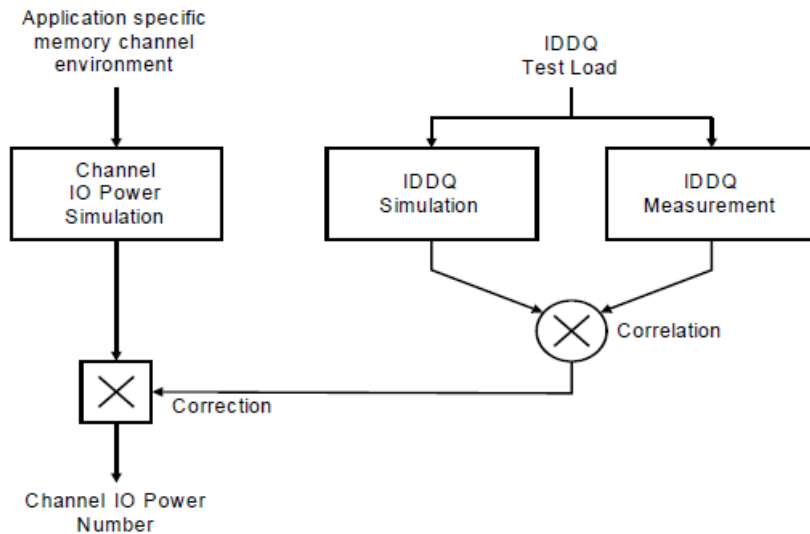 Application specific
memory channel
environment
IDDQ
Test Load
Channel
IO Power
Simulation
IDDQ
Simulation
IDDQ
Measurement
Correlation
Correction
Channel IO Power
Number